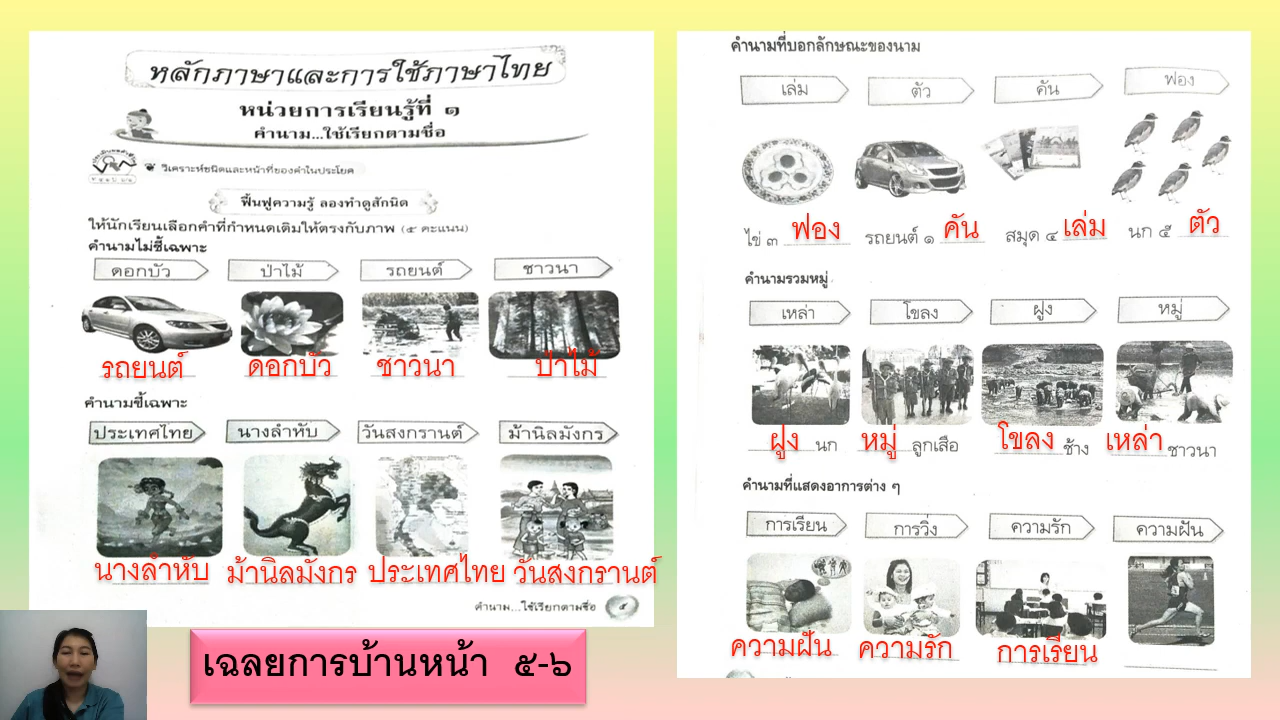 หลักภาษาและการใช้ภาษาไทย
หน่วยการเรียนรู้ที่ ๑
คำนาม...ใช้เรียกตามชื่อ
วิเคราะห์ชนิดและหน้าที่ของคำในประโยค
ฟื้นฟูความรู้ ลองทำดูสักนิด
ให้นักเรียนเลือกคำที่กำหนดเติมให้ตรงกับภาพ (๕ คะแนน)
คำนามไม่ชี้เฉพาะ
ดอกบัว ป่าไม้ รถยนต์ ชาวนา
รถยนต์ ดอกบัว ชาวนา ป่าไม้
คำนามชี้เฉพาะ
ประเทศไทย นางลำหับ วันสงกรานต์ ม้านิลมังกร
นางลำหับ ม้านิลมังกร ประเทศไทย วันสงกรานต์
คำนาม...ใช้เรียกตามชื่อ ๕
คำนามที่บอกลักษณะของนาม
เล่ม ตัว คัน ฟอง
ไข่ ๓ ฟอง รถยนต์ ๑ คัน สมุด ๔ เล่ม นก ๕ ตัว
คำนามรวมหมู่
เหล่า โขลง ฝูง หมู่
ฝูง นก หมู่ ลูกเสือ โขลง ช้าง เหล่า ชาวนา
คำนามที่แสดงอาการต่าง ๆ
การเรียน การวิ่ง ความรัก ความฝัน
ความฝัน ความรัก การเรียน
เฉลยการบ้านหน้า ๕-๖